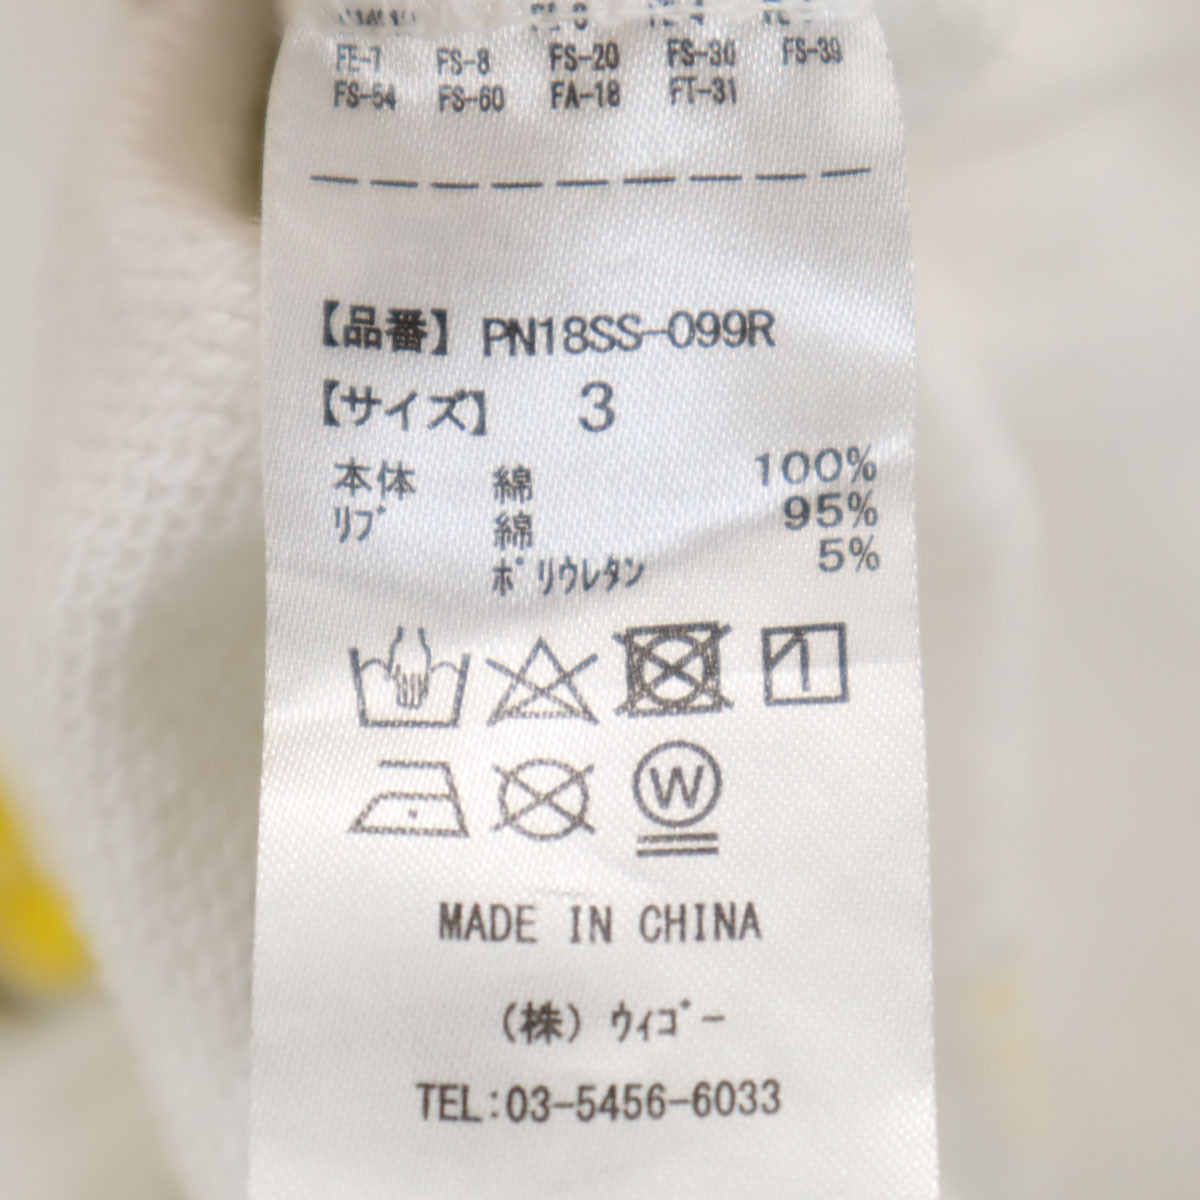 FE-7 FS-8 FS-20 FS-30 FS-39
FS-54 FS-60 FA-18 FT-31
【品番】 PN18SS-099R
【サイズ】 3
本体 綿 100%
リブ 綿 95%
ポリウレタン 5%
W
MADE IN CHINA
(株) ウィゴー
TEL:03-5456-6033